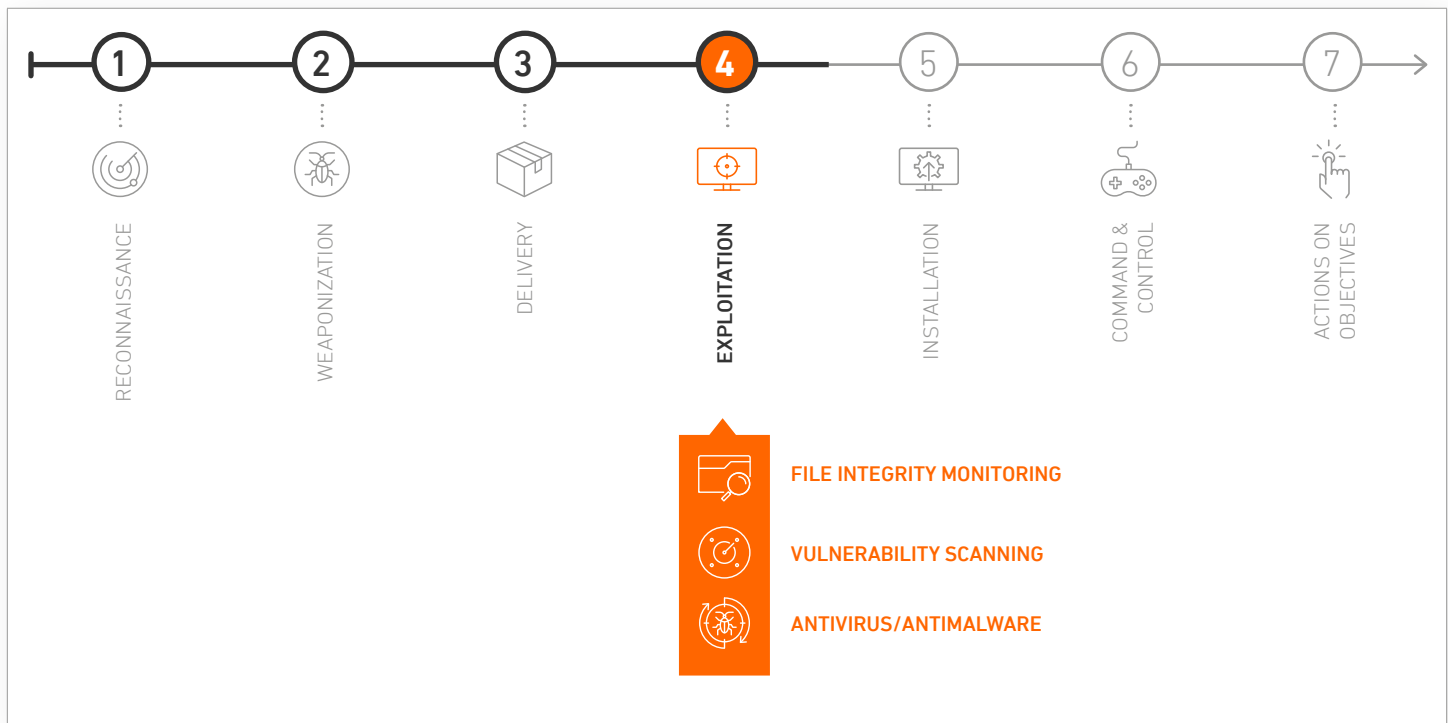 1
2
3
4
5
6
7
RECONNAISSANCE
WEAPONIZATION
DELIVERY
EXPLOITATION
INSTALLATION
COMMAND &
CONTROL
ACTIONS ON
OBJECTIVES
FILE INTEGRITY MONITORING
VULNERABILITY SCANNING
ANTIVIRUS/ANTIMALWARE